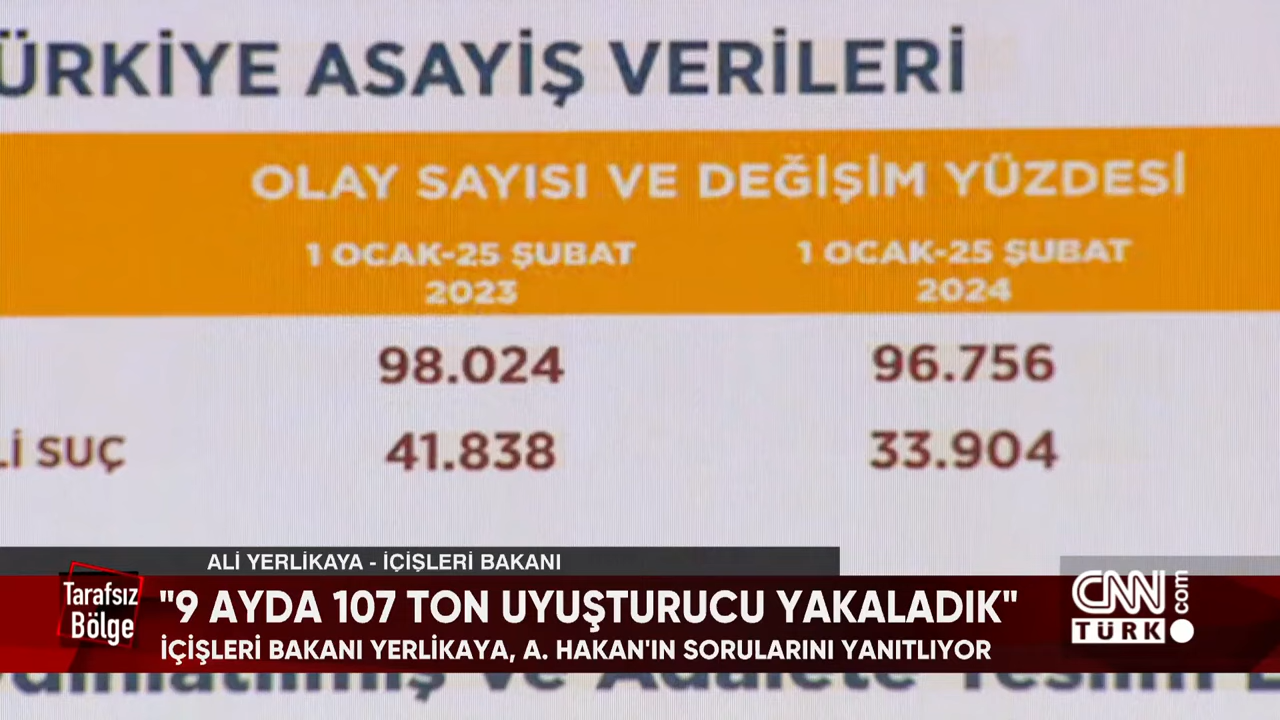 ÜRKİYE ASAYİŞ VERİLERİ
OLAY SAYISI VE DEĞİŞİM YÜZDESİ
1 OCAK-25 ŞUBAT 2023
1 OCAK-25 ŞUBAT 2024
98.024 96.756
Lİ SUÇ 41.838 33.904
ALİ YERLİKAYA - İÇİŞLERİ BAKANI
Tarafsız Bölge
"9 AYDA 107 TON UYUŞTURUCU YAKALADIK"
İÇİŞLERİ BAKANI YERLİKAYA, A. HAKAN'IN SORULARINI YANITLIYOR
CNN TÜRK .com
ve Adalete Teslim